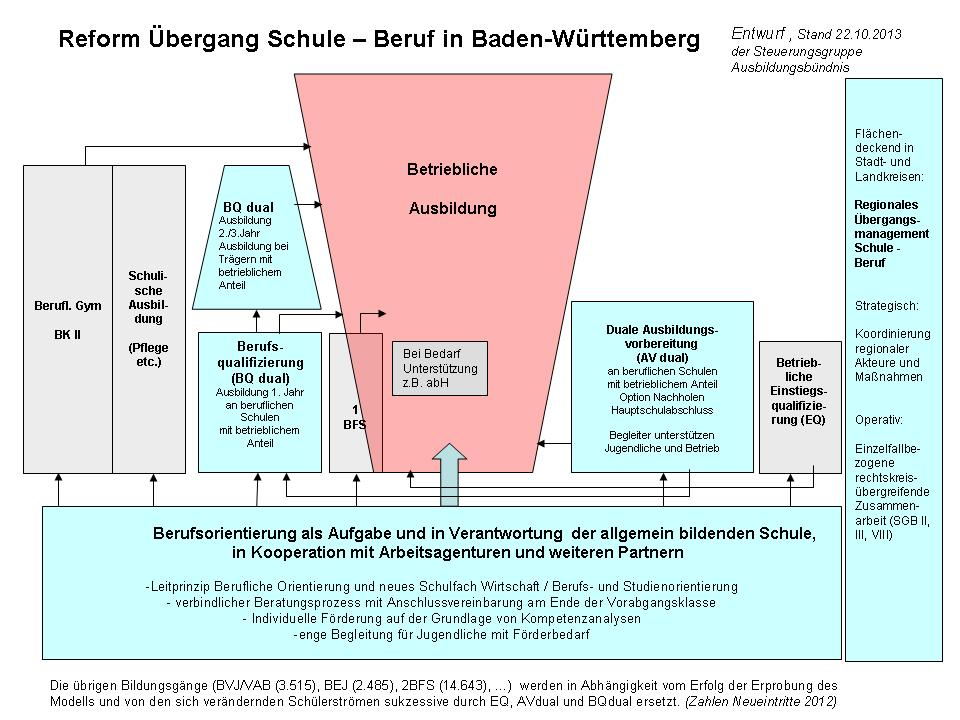 Reform Übergang Schule – Beruf in Baden-Württemberg
Entwurf , Stand 22.10.2013
der Steuerungsgruppe
Ausbildungsbündnis
Betriebliche
Ausbildung
Berufl. Gym
BK II
Schuli-
sche
Ausbil-
dung
(Pflege
etc.)
BQ dual
Ausbildung
2./3.Jahr
Ausbildung bei
Trägern mit
betrieblichem
Anteil
Berufs-
qualifizierung
(BQ dual)
Ausbildung 1. Jahr
an beruflichen
Schulen
mit betrieblichem
Anteil
1
BFS
Bei Bedarf
Unterstützung
z.B. abH
Duale Ausbildungs-
vorbereitung
(AV dual)
an beruflichen Schulen
mit betrieblichem Anteil
Option Nachholen
Hauptschulabschluss
Begleiter unterstützen
Jugendliche und Betrieb
Betrieb-
liche
Einstiegs-
qualifizie-
rung (EQ)
Flächen-
deckend in
Stadt- und
Landkreisen:
Regionales
Übergangs-
management
Schule -
Beruf
Strategisch:
Koordinierung
regionaler
Akteure und
Maßnahmen
Operativ:
Einzelfallbe-
zogene
rechtskreis-
übergreifende
Zusammen-
arbeit (SGB II,
III, VIII)
Berufsorientierung als Aufgabe und in Verantwortung der allgemein bildenden Schule,
in Kooperation mit Arbeitsagenturen und weiteren Partnern
-Leitprinzip Berufliche Orientierung und neues Schulfach Wirtschaft / Berufs- und Studienorientierung
- verbindlicher Beratungsprozess mit Anschlussvereinbarung am Ende der Vorabgangsklasse
- Individuelle Förderung auf der Grundlage von Kompetenzanalysen
-enge Begleitung für Jugendliche mit Förderbedarf
Die übrigen Bildungsgänge (BVJ/VAB (3.515), BEJ (2.485), 2BFS (14.643), ...) werden in Abhängigkeit vom Erfolg der Erprobung des
Modells und von den sich verändernden Schülerströmen sukzessive durch EQ, AVdual und BQdual ersetzt. (Zahlen Neueintritte 2012)